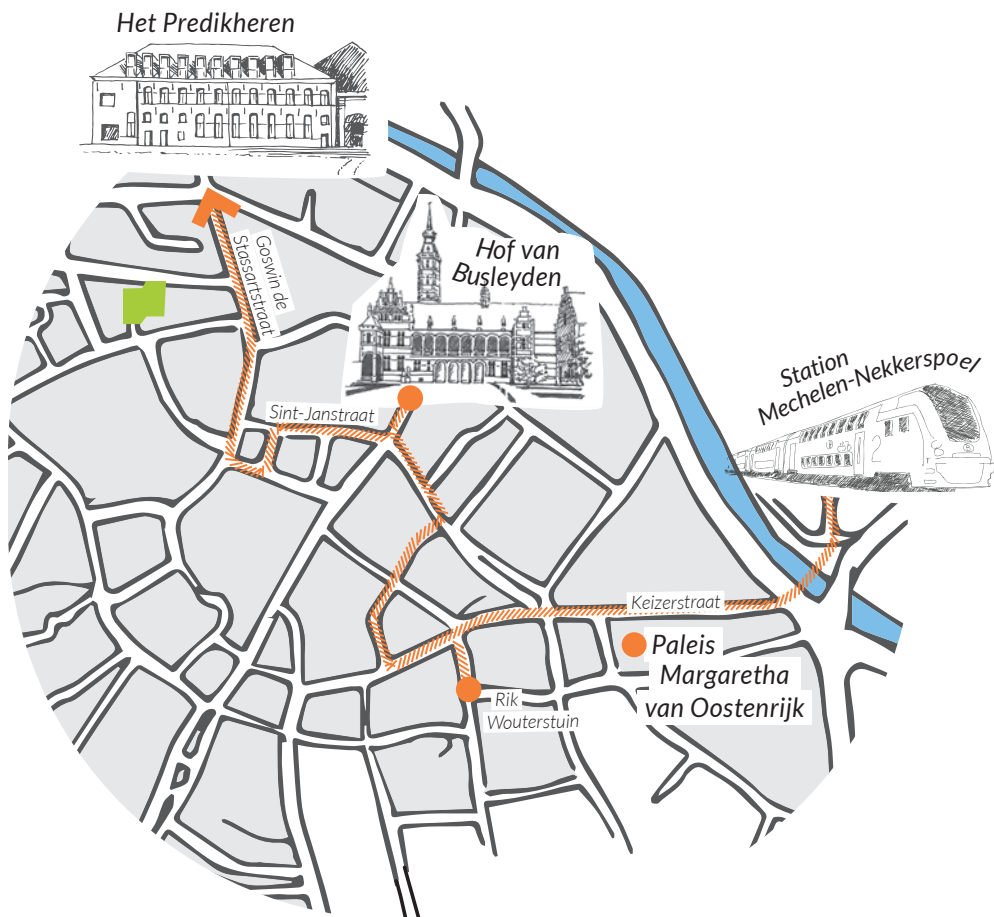 Het Predikheren
Hof van
Busleyden
Goswin de
Stassartstraat
Station
Mechelen-Nekkerspoel
Sint-Janstraat
Keizerstraat
Paleis
Margaretha
van Oostenrijk
Rik
Wouterstuin